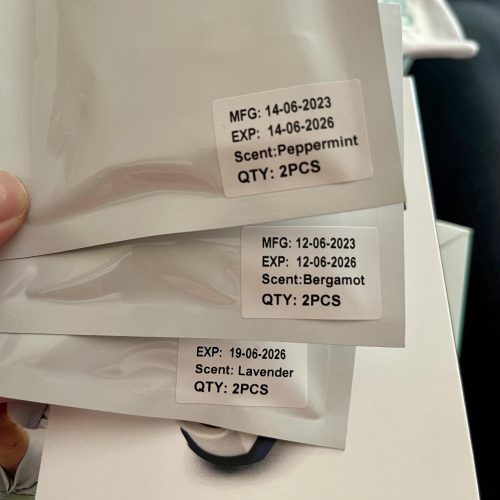 MFG: 14-06-2023
EXP: 14-06-2026
Scent:Peppermint
QTY: 2PCS
MFG: 12-06-2023
EXP: 12-06-2026
Scent:Bergamot
QTY: 2PCS
EXP: 19-06-2026
Scent: Lavender
QTY: 2PCS